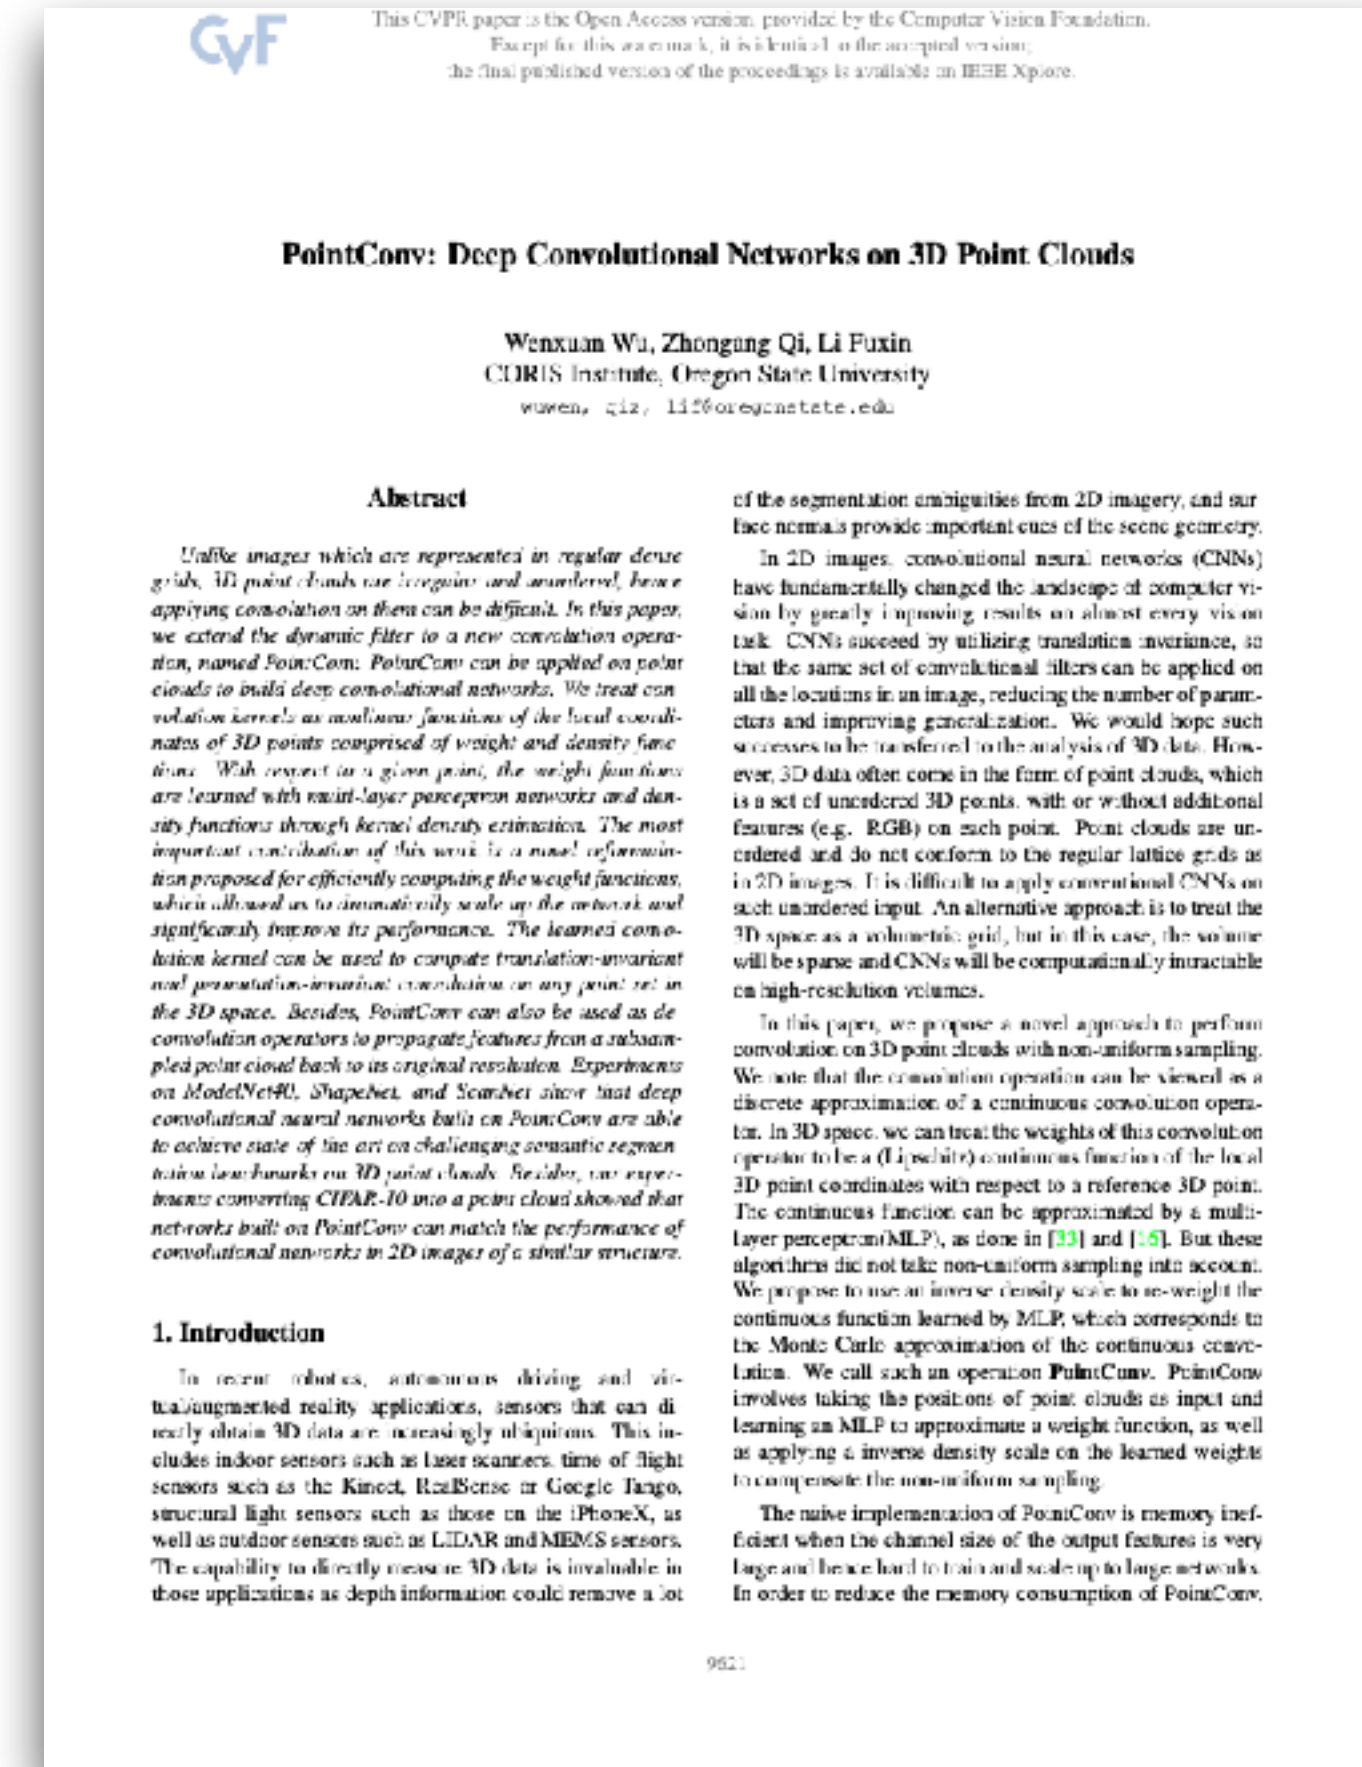 CVF
This CVPR paper is the Open Access version, provided by the Computer Vision Foundation.
Except for this watermark, it is identical to the accepted version;
the final published version of the proceedings is available on IEEE Xplore.
PointConv: Deep Convolutional Networks on 3D Point Clouds
Wenxuan Wu, Zhongang Qi, Li Fuxin
CORIS Institute, Oregon State University
wuwen, qiz, lif@oregonstate.edu
Abstract
Unlike images which are represented in regular dense
grids, 3D point clouds are irregular and unordered, hence
applying convolution on them can be difficult. In this paper,
we extend the dynamic filter to a new convolution opera-
tion, named PointConv. PointConv can be applied on point
clouds to build deep convolutional networks. We treat con-
volution kernels as nonlinear functions of the local coordi-
nates of 3D points comprised of weight and density func-
tions. With respect to a given point, the weight functions
are learned with multi-layer perceptron networks and den-
sity functions through kernel density estimation. The most
important contribution of this work is a novel reformula-
tion proposed for efficiently computing the weight functions,
which allowed us to dramatically scale up the network and
significantly improve its performance. The learned convo-
lution kernel can be used to compute translation-invariant
and permutation-invariant convolution on any point set in
the 3D space. Besides, PointConv can also be used as de-
convolution operators to propagate features from a subsam-
pled point cloud back to its original resolution. Experiments
on ModelNet40, ShapeNet, and ScanNet show that deep
convolutional neural networks built on PointConv are able
to achieve state of the art on challenging semantic segmen-
tation benchmarks on 3D point clouds. Besides, our exper-
iments converting CIFAR-10 into a point cloud showed that
networks built on PointConv can match the performance of
convolutional networks in 2D images of a similar structure.
1. Introduction
In recent robotics, autonomous driving and vir-
tual/augmented reality applications, sensors that can di-
rectly obtain 3D data are increasingly ubiquitous. This in-
cludes indoor sensors such as laser scanners, time of flight
sensors such as the Kinect, RealSense or Google Tango,
structural light sensors such as those on the iPhoneX, as
well as outdoor sensors such as LIDAR and MEMS sensors.
The capability to directly measure 3D data is invaluable in
those applications as depth information could remove a lot
of the segmentation ambiguities from 2D imagery, and sur-
face normals provide important cues of the scene geometry.
In 2D images, convolutional neural networks (CNNs)
have fundamentally changed the landscape of computer vi-
sion by greatly improving results on almost every vision
task. CNNs succeed by utilizing translation invariance, so
that the same set of convolutional filters can be applied on
all the locations in an image, reducing the number of param-
eters and improving generalization. We would hope such
successes to be transferred to the analysis of 3D data. How-
ever, 3D data often come in the form of point clouds, which
is a set of unordered 3D points, with or without additional
features (e.g. RGB) on each point. Point clouds are un-
ordered and do not conform to the regular lattice grids as
in 2D images. It is difficult to apply conventional CNNs on
such unordered input. An alternative approach is to treat the
3D space as a volumetric grid, but in this case, the volume
will be sparse and CNNs will be computationally intractable
on high-resolution volumes.
In this paper, we propose a novel approach to perform
convolution on 3D point clouds with non-uniform sampling.
We note that the convolution operation can be viewed as a
discrete approximation of a continuous convolution opera-
tor. In 3D space, we can treat the weights of this convolution
operator to be a (Lipschitz) continuous function of the local
3D point coordinates with respect to a reference 3D point.
The continuous function can be approximated by a multi-
layer perceptron(MLP), as done in [33] and [16]. But these
algorithms did not take non-uniform sampling into account.
We propose to use an inverse density scale to re-weight the
continuous function learned by MLP, which corresponds to
the Monte Carlo approximation of the continuous convo-
lution. We call such an operation PointConv. PointConv
involves taking the positions of point clouds as input and
learning an MLP to approximate a weight function, as well
as applying a inverse density scale on the learned weights
to compensate the non-uniform sampling.
The naive implementation of PointConv is memory inef-
ficient when the channel size of the output features is very
large and hence hard to train and scale up to large networks.
In order to reduce the memory consumption of PointConv,
9621